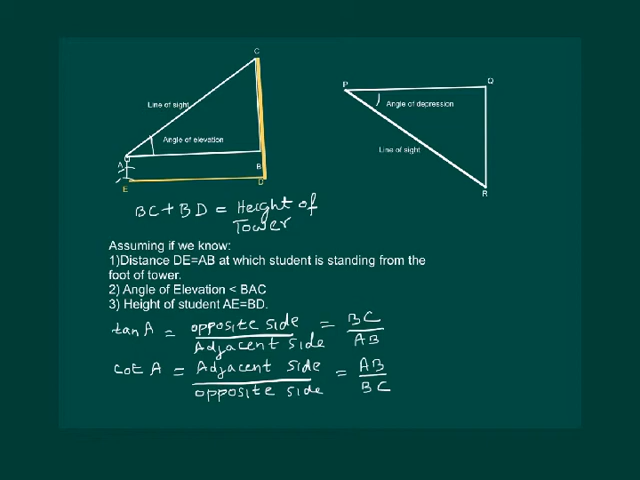 C
P
Q
Line of sight
Angle of depression
Angle of elevation
Line of sight
A
B
E
D
R
BC + BD = Height of
Tower
Assuming if we know:
1)Distance DE=AB at which student is standing from the
foot of tower.
2) Angle of Elevation < BAC
3) Height of student AE=BD.
tan A = opposite side / Adjacent side = BC / AB
cot A = Adjacent side / opposite side = AB / BC